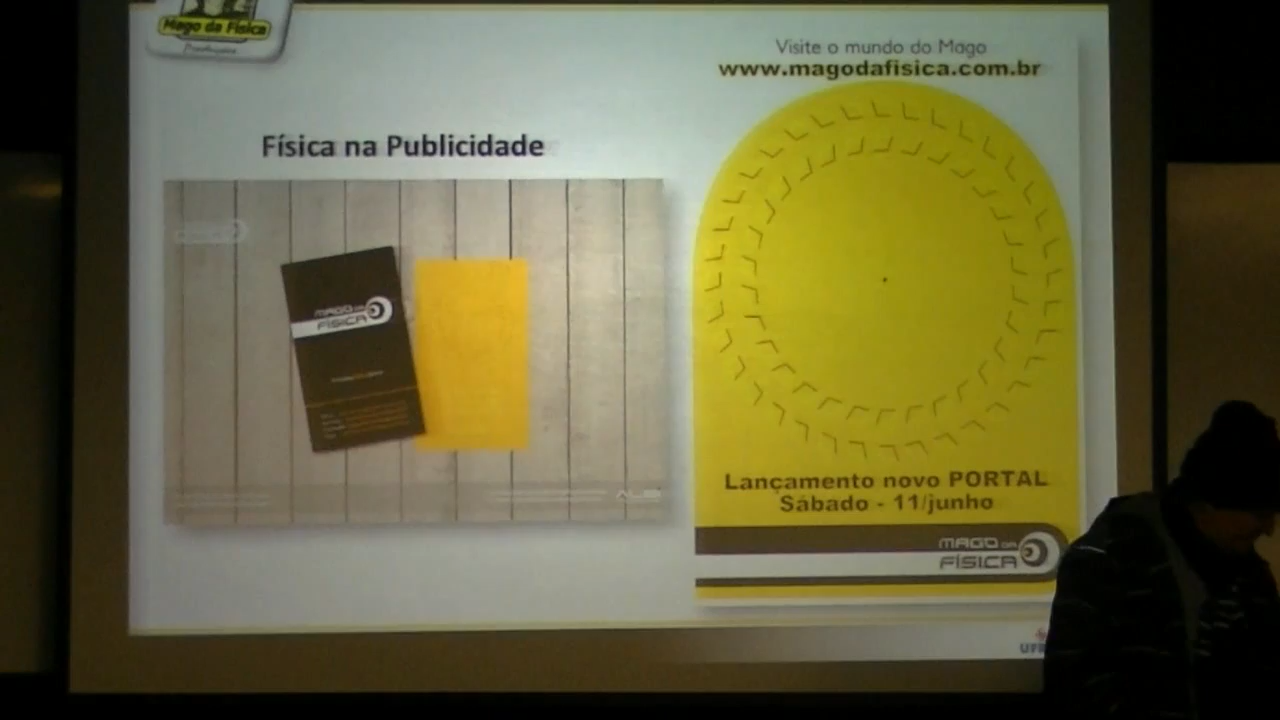 Mago da Física
Visite o mundo do Mago
www.magodafisica.com.br
Física na Publicidade
MAGO DA
FÍSICA
Lançamento novo PORTAL
Sábado - 11/junho
MAGO DA
FÍSICA